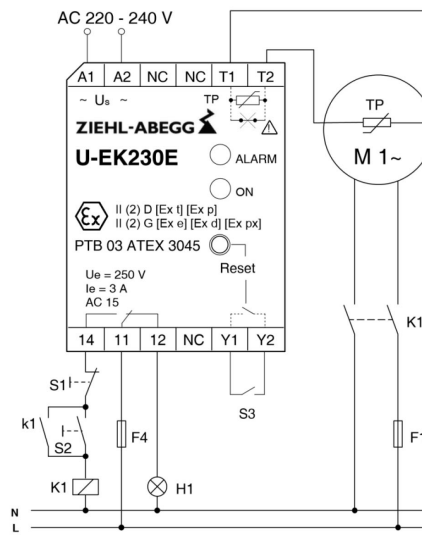 AC 220 - 240 V
A1 A2 NC NC T1 T2
~ Us ~ TP
ZIEHL-ABEGG
U-EK230E
ALARM
ON
Ex
II (2) D [Ex t] [Ex p]
II (2) G [Ex e] [Ex d] [Ex px]
PTB 03 ATEX 3045
Reset
Ue = 250 V
Ie = 3 A
AC 15
14 11 12 NC Y1 Y2
TP
M 1~
K1
S1
S3
k1
S2
F4
F1
K1
H1
N
L